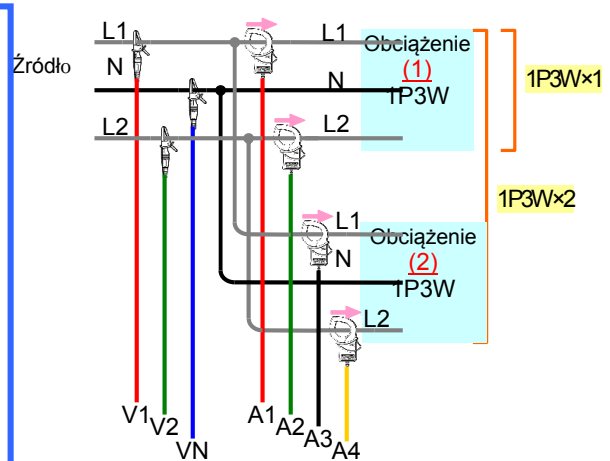 L1 L1
Obciążenie
Źródło N N (1)
1P3W
1P3W×1
L2 L2
1P3W×2
L1
Obciążenie
N (2)
1P3W
L2
V1 V2 VN A1 A2 A3 A4